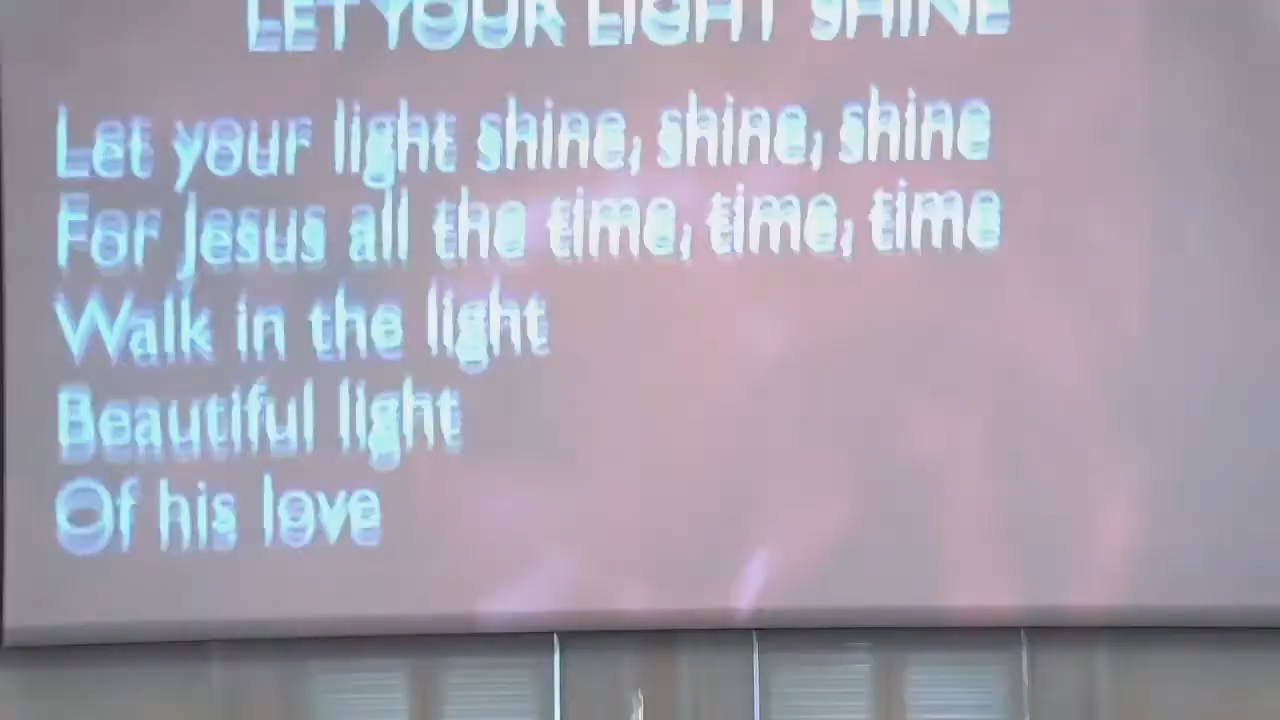 LET YOUR LIGHT SHINE
Let your light shine, shine, shine
For Jesus all the time, time, time
Walk in the light
Beautiful light
Of his love